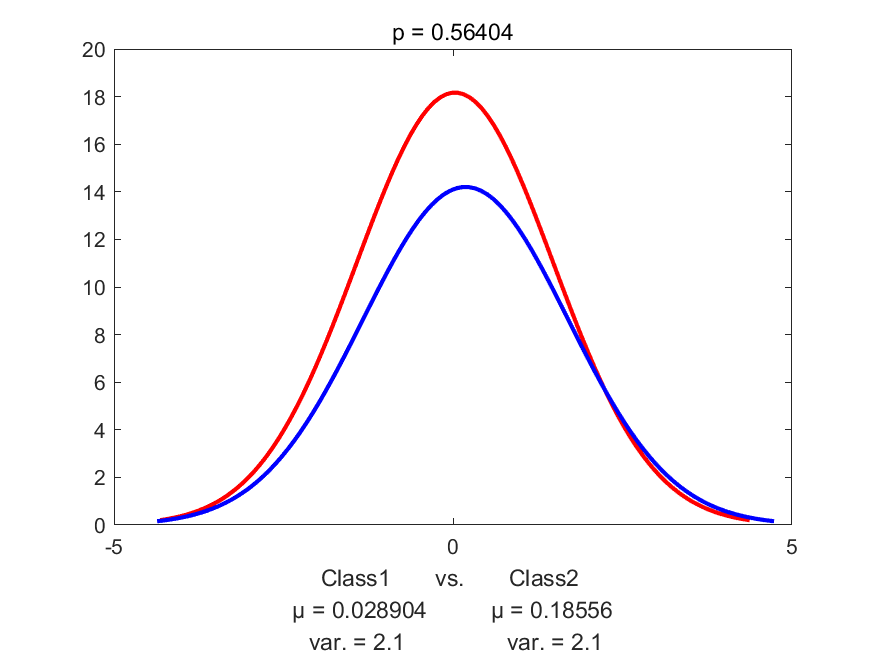 p = 0.56404
20
18
16
14
12
10
8
6
4
2
0
-5 0 5
Class1 vs. Class2
μ = 0.028904 μ = 0.18556
var. = 2.1 var. = 2.1